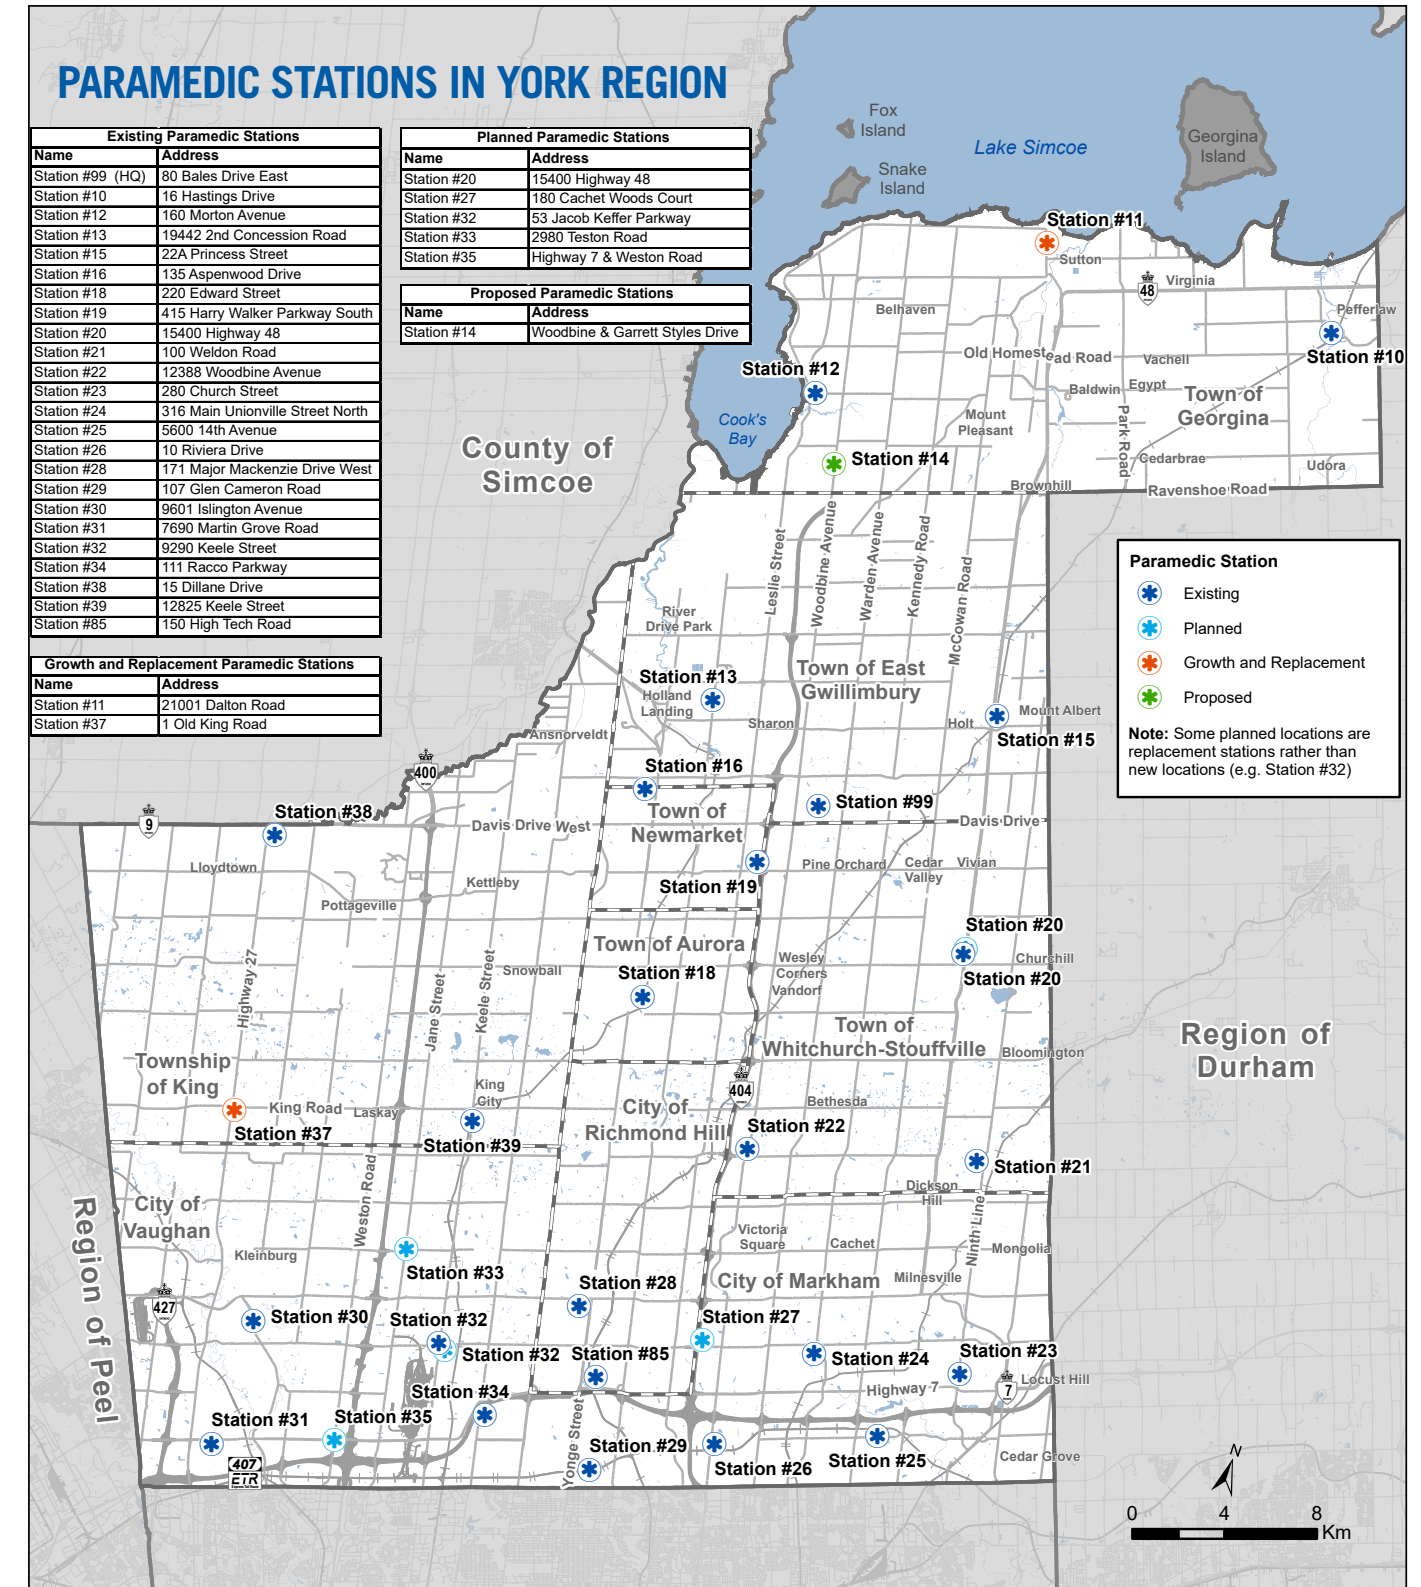 PARAMEDIC STATIONS IN YORK REGION
Existing Paramedic Stations
Name Address
Station #99 (HQ) 80 Bales Drive East
Station #10 16 Hastings Drive
Station #12 160 Morton Avenue
Station #13 19442 2nd Concession Road
Station #15 22A Princess Street
Station #16 135 Aspenwood Drive
Station #18 220 Edward Street
Station #19 415 Harry Walker Parkway South
Station #20 15400 Highway 48
Station #21 100 Weldon Road
Station #22 12388 Woodbine Avenue
Station #23 280 Church Street
Station #24 316 Main Unionville Street North
Station #25 5600 14th Avenue
Station #26 10 Riviera Drive
Station #28 171 Major Mackenzie Drive West
Station #29 107 Glen Cameron Road
Station #30 9601 Islington Avenue
Station #31 7690 Martin Grove Road
Station #32 9290 Keele Street
Station #34 111 Racco Parkway
Station #38 15 Dillane Drive
Station #39 12825 Keele Street
Station #85 150 High Tech Road
Growth and Replacement Paramedic Stations
Name Address
Station #11 21001 Dalton Road
Station #37 1 Old King Road
Planned Paramedic Stations
Name Address
Station #20 15400 Highway 48
Station #27 180 Cachet Woods Court
Station #32 53 Jacob Keffer Parkway
Station #33 2980 Teston Road
Station #35 Highway 7 & Weston Road
Proposed Paramedic Stations
Name Address
Station #14 Woodbine & Garrett Styles Drive
Fox
Island
Snake
Island
Lake Simcoe
Georgina
Island
Station #11
Sutton
48
Virginia
Pefferlaw
Station #10
Belhaven
Old Homestead Road
Vachell
Station #12
Baldwin
Egypt
Town of
Georgina
Cook's
Bay
Mount
Pleasant
Park Road
County of
Simcoe
Station #14
Cedarbrae
Udora
Brownhill
Ravenshoe Road
Leslie Street
Woodbine Avenue
Warden Avenue
Kennedy Road
McCowan Road
Paramedic Station
Existing
Planned
Growth and Replacement
Proposed
Note: Some planned locations are
replacement stations rather than
new locations (e.g. Station #32)
River
Drive Park
Town of East
Gwillimbury
Station #13
Holland
Landing
Sharon
Holt
Mount Albert
Station #15
Ansnorveldt
400
Station #16
Station #99
Station #38
9
Town of
Newmarket
Davis Drive West
Davis Drive
Lloydtown
Kettleby
Pine Orchard
Cedar
Valley
Vivian
Station #19
Pottageville
Station #20
Town of Aurora
Snowball
Wesley
Corners
Vandorf
Churchill
Station #18
Station #20
Highway 27
Jane Street
Keele Street
Town of
Whitchurch-Stouffville
Bloomington
Region of
Durham
Township
of King
404
King
City
King Road
Laskay
City of
Richmond Hill
Bethesda
Station #37
Station #39
Station #22
Station #21
Weston Road
Dickson
Hill
City of
Vaughan
Region of Peel
Ninth Line
Victoria
Square
Cachet
Mongolia
Kleinburg
Station #33
Station #28
City of Markham
Milnesville
427
Station #30
Station #32
Station #27
Station #32
Station #85
Station #24
Station #23
Station #34
Highway 7
7
Locust Hill
Station #31
Station #35
Yonge Street
Station #29
Station #26
Station #25
Cedar Grove
407
ETR
N
0 4 8
Km